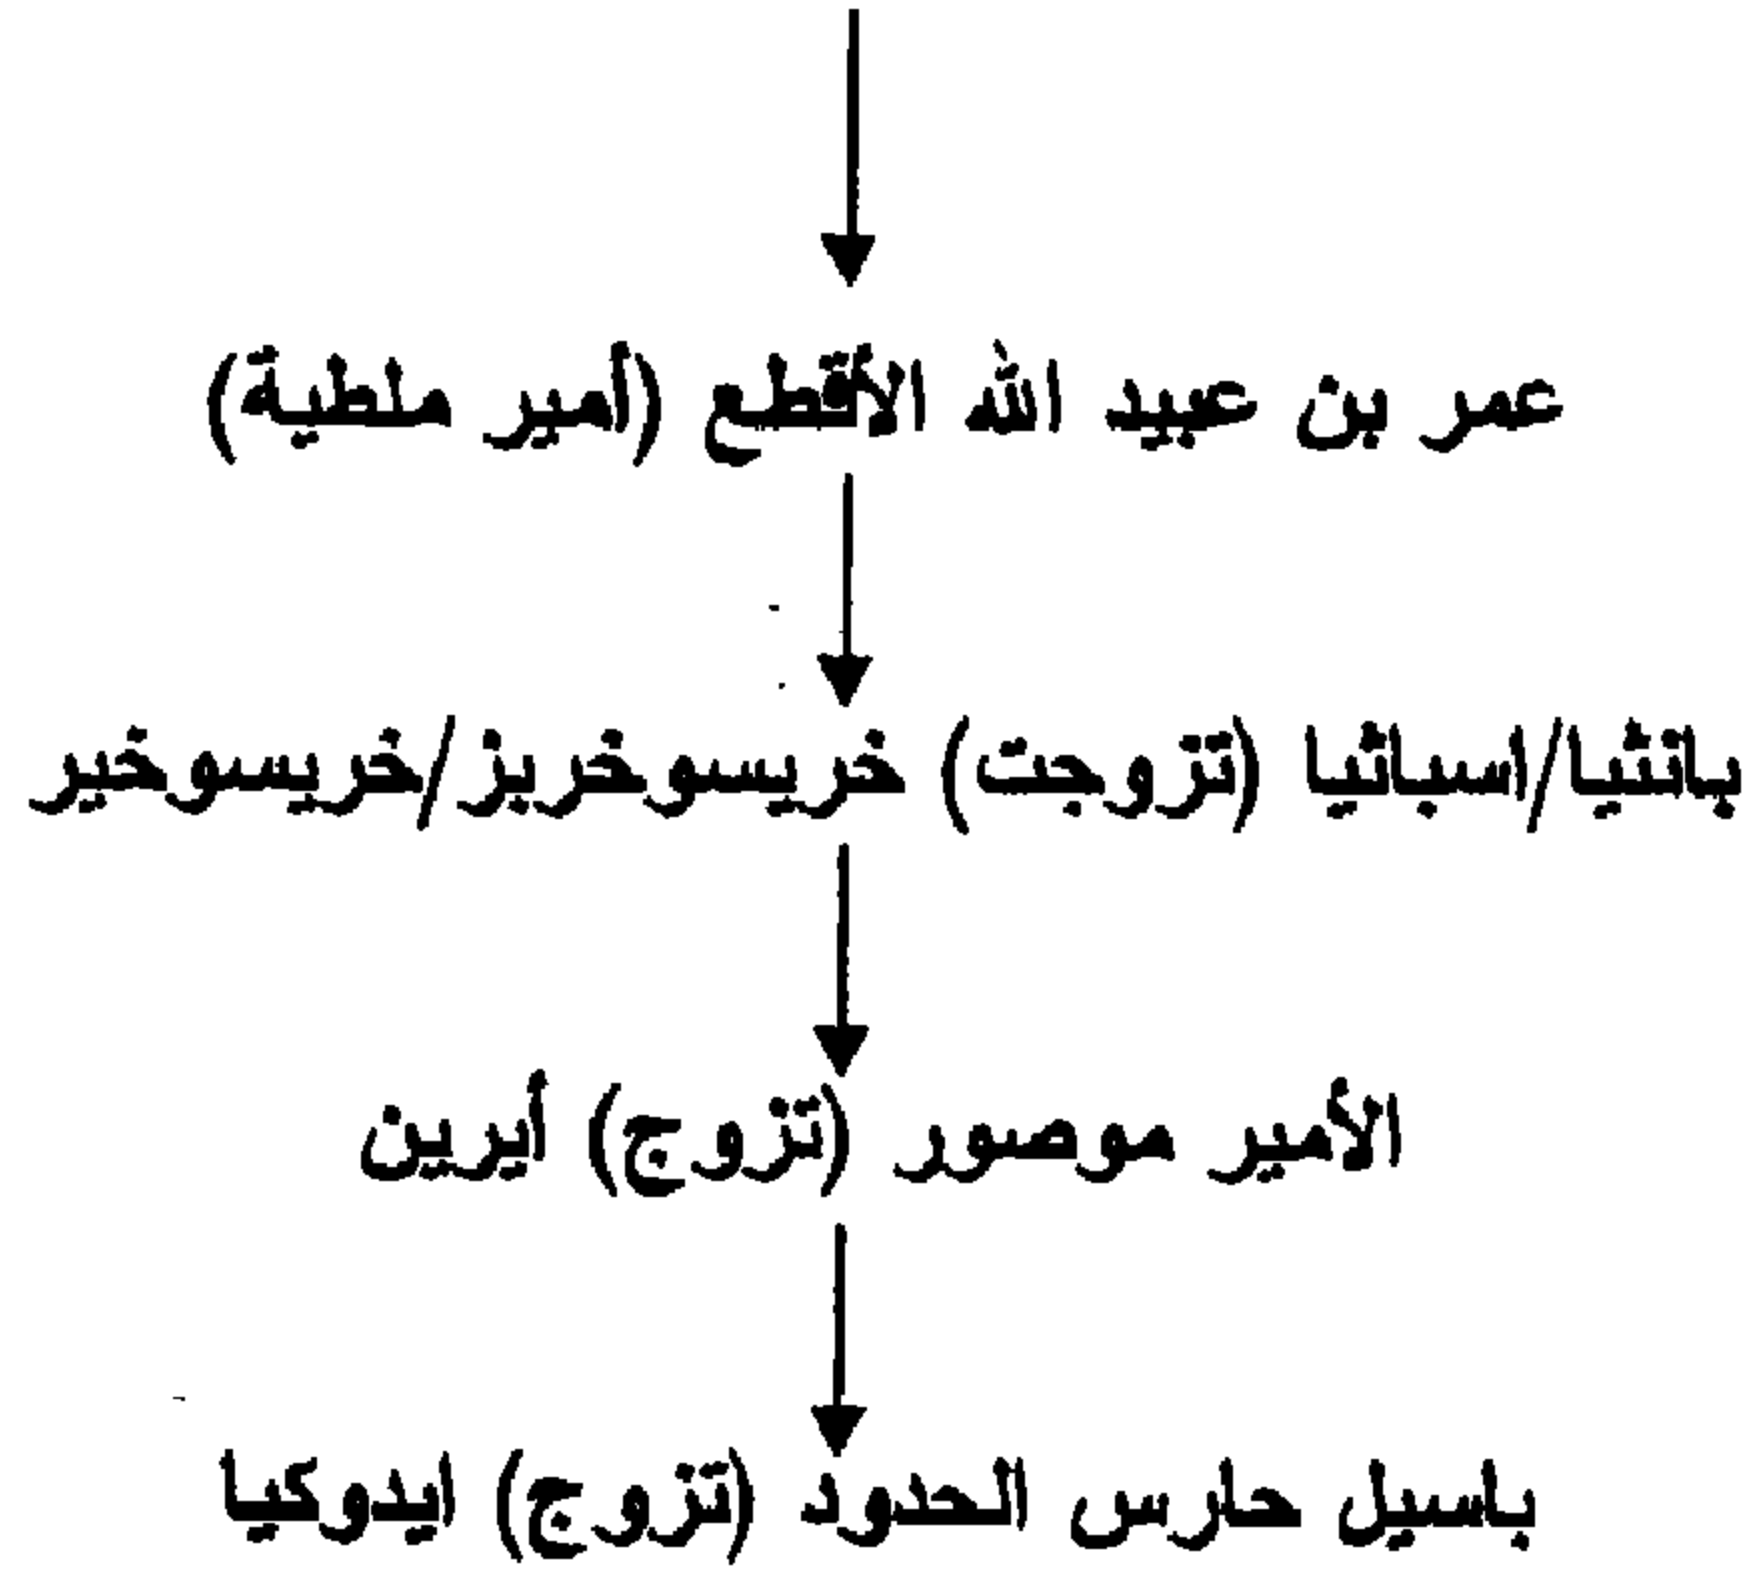 عمر بن عبيد الله الأقطع (أمير ملطية)
بانثيا/اسباثيا (تزوجت) خريسوخريز/خريسوخير
الأمير موصور (تزوج) أيرين
باسيل حارس الحدود (تزوج) ايدوكيا